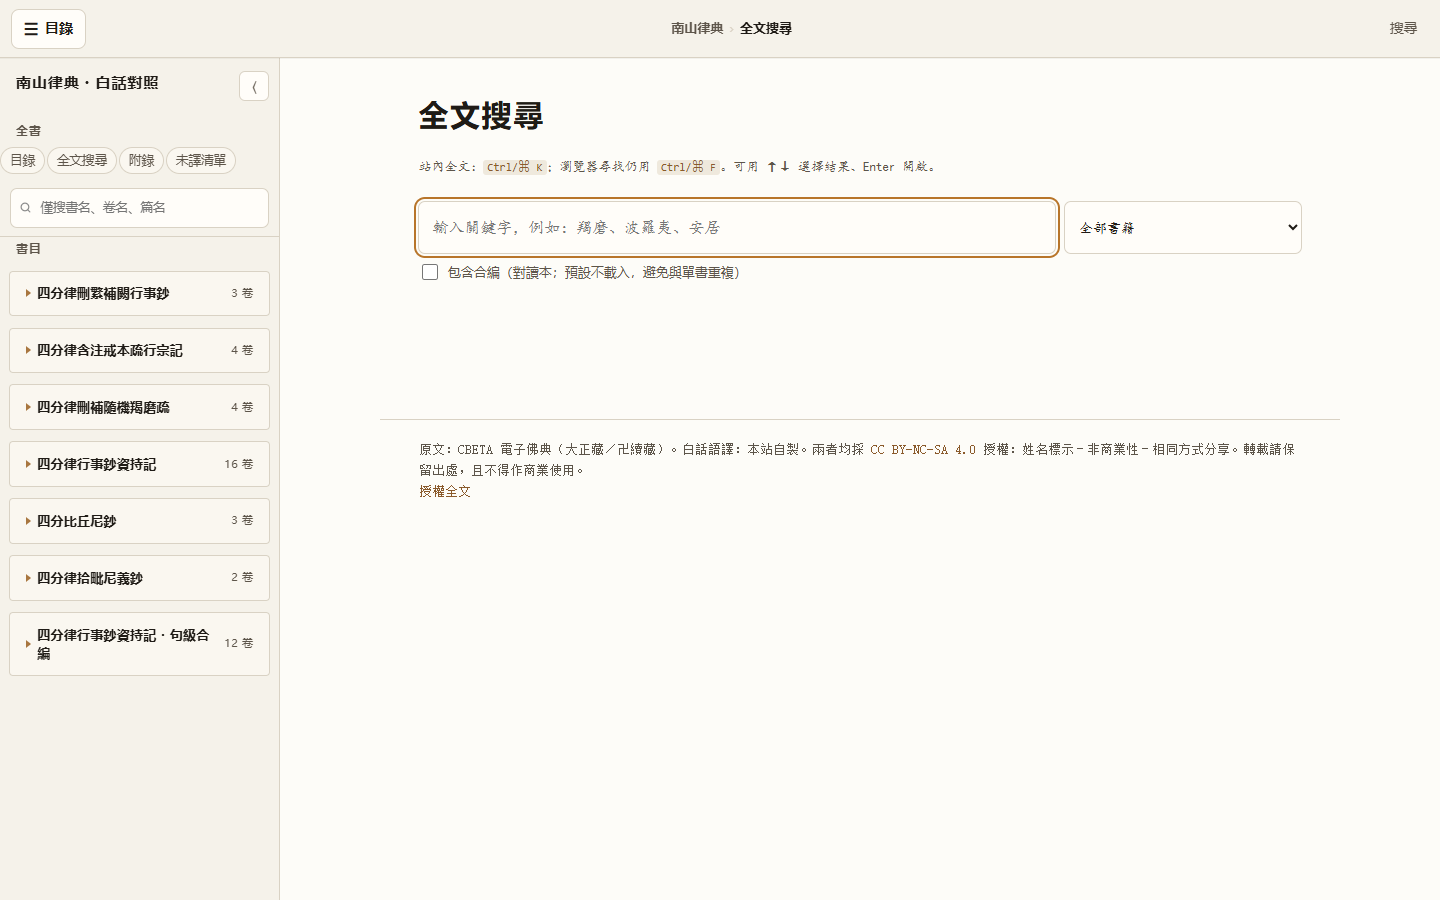 ☰ 目錄
南山律典 › 全文搜尋
搜尋
南山律典·白話對照
全書
目錄 全文搜尋 附錄 未譯清單
僅搜書名、卷名、篇名
書目
四分律刪繁補闕行事鈔 3 卷
四分律含注戒本疏行宗記 4 卷
四分律刪補隨機羯磨疏 4 卷
四分律行事鈔資持記 16 卷
四分比丘尼鈔 3 卷
四分律拾毗尼義鈔 2 卷
四分律行事鈔資持記·句級合
編 12 卷
全文搜尋
站內全文：Ctrl/⌘ K；瀏覽器尋找仍用 Ctrl/⌘ F。可用 ↑↓ 選擇結果、Enter 開啟。
輸入關鍵字，例如：羯磨、波羅夷、安居
全部書籍
包含合編（對讀本；預設不載入，避免與單書重複）
原文：CBETA 電子佛典（大正藏／卍續藏）。白話語譯：本站自製。兩者均採 CC BY-NC-SA 4.0 授權：姓名標示－非商業性－相同方式分享。轉載請保
留出處，且不得作商業使用。
授權全文